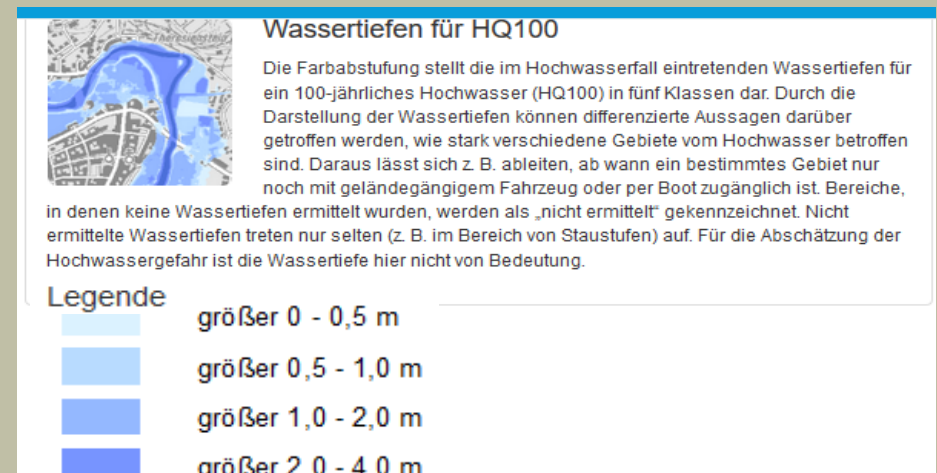 Theresienstein
Wassertiefen für HQ100
Die Farbabstufung stellt die im Hochwasserfall eintretenden Wassertiefen für
ein 100-jährliches Hochwasser (HQ100) in fünf Klassen dar. Durch die
Darstellung der Wassertiefen können differenzierte Aussagen darüber
getroffen werden, wie stark verschiedene Gebiete vom Hochwasser betroffen
sind. Daraus lässt sich z. B. ableiten, ab wann ein bestimmtes Gebiet nur
noch mit geländegängigem Fahrzeug oder per Boot zugänglich ist. Bereiche,
in denen keine Wassertiefen ermittelt wurden, werden als „nicht ermittelt“ gekennzeichnet. Nicht
ermittelte Wassertiefen treten nur selten (z. B. im Bereich von Staustufen) auf. Für die Abschätzung der
Hochwassergefahr ist die Wassertiefe hier nicht von Bedeutung.
Legende
größer 0 - 0,5 m
größer 0,5 - 1,0 m
größer 1,0 - 2,0 m
größer 2,0 - 4,0 m